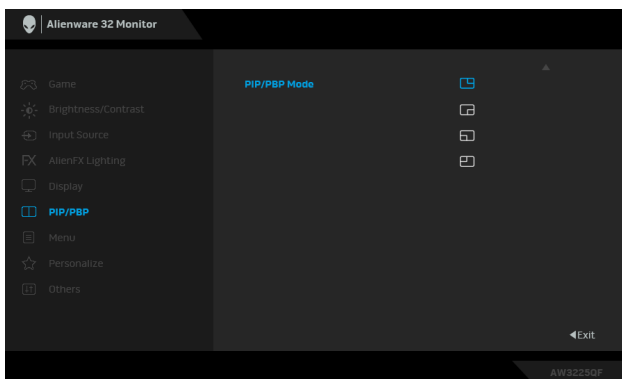 Alienware 32 Monitor
Game
PIP/PBP Mode
Brightness/Contrast
Input Source
FX AlienFX Lighting
Display
PIP/PBP
Menu
Personalize
Others
Exit
AW3225QF